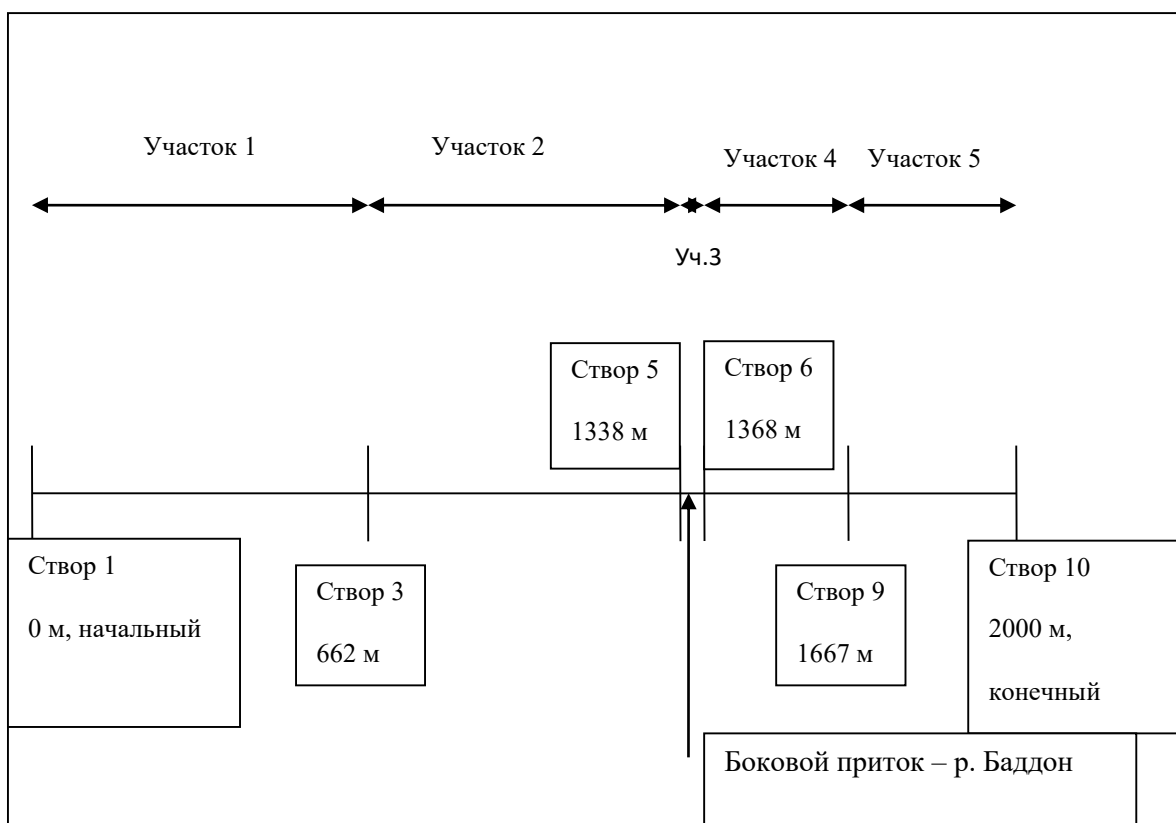 Участок 1
Участок 2
Участок 4
Участок 5
Уч.3
Створ 5
1338 м
Створ 6
1368 м
Створ 1
0 м, начальный
Створ 3
662 м
Створ 9
1667 м
Створ 10
2000 м,
конечный
Боковой приток – р. Баддон